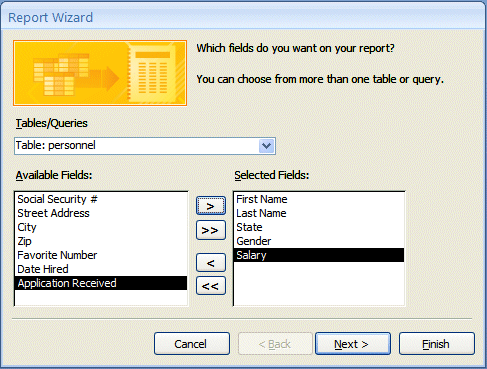 Report Wizard
Which fields do you want on your report?
You can choose from more than one table or query.
Tables/Queries
Table: personnel
Available Fields:
Social Security #
Street Address
City
Zip
Favorite Number
Date Hired
Application Received
>
>>
<
<<
Selected Fields:
First Name
Last Name
State
Gender
Salary
Cancel
< Back
Next >
Finish